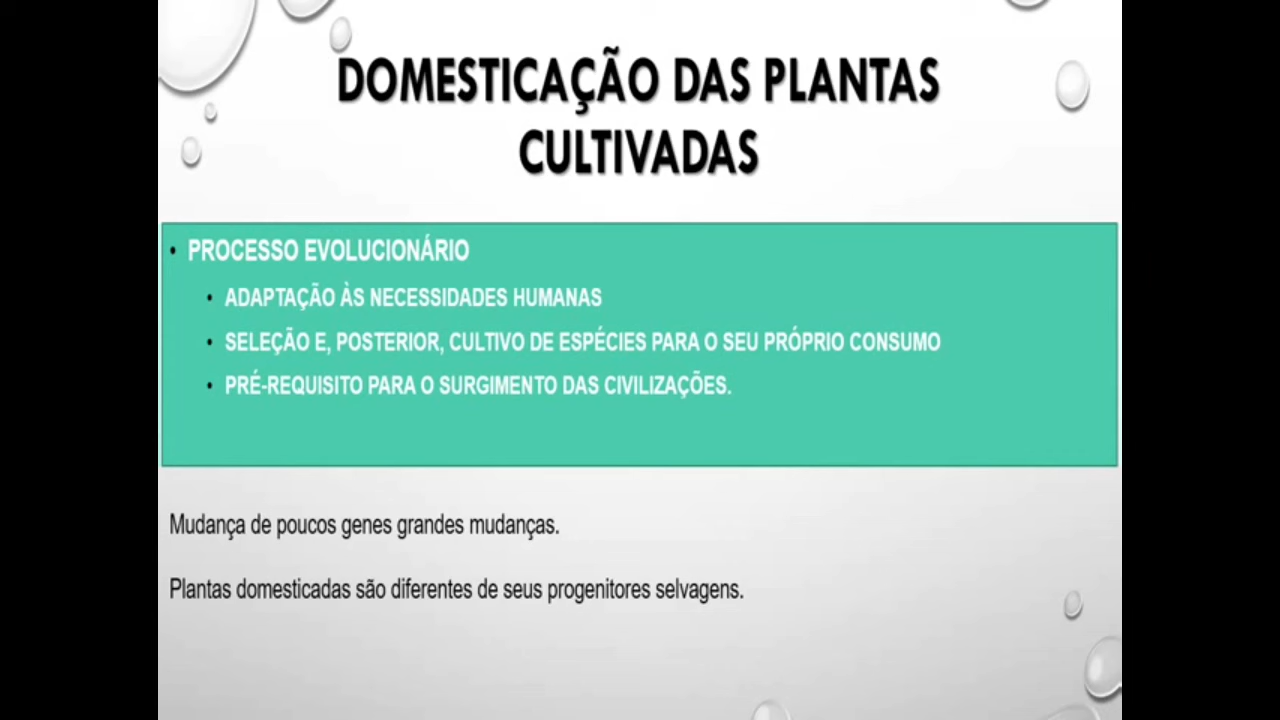 DOMESTICAÇÃO DAS PLANTAS
CULTIVADAS
• PROCESSO EVOLUCIONÁRIO
• ADAPTAÇÃO ÀS NECESSIDADES HUMANAS
• SELEÇÃO E, POSTERIOR, CULTIVO DE ESPÉCIES PARA O SEU PRÓPRIO CONSUMO
• PRÉ-REQUISITO PARA O SURGIMENTO DAS CIVILIZAÇÕES.
Mudança de poucos genes grandes mudanças.
Plantas domesticadas são diferentes de seus progenitores selvagens.